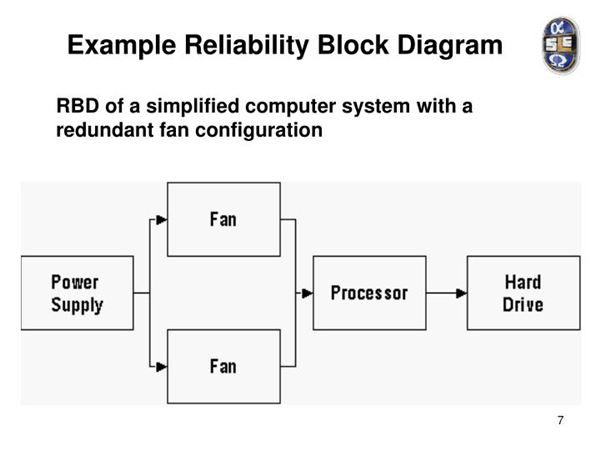 Example Reliability Block Diagram
α
SLE
Ω
RBD of a simplified computer system with a
redundant fan configuration
Fan
Power
Supply
Processor
Hard
Drive
Fan
7